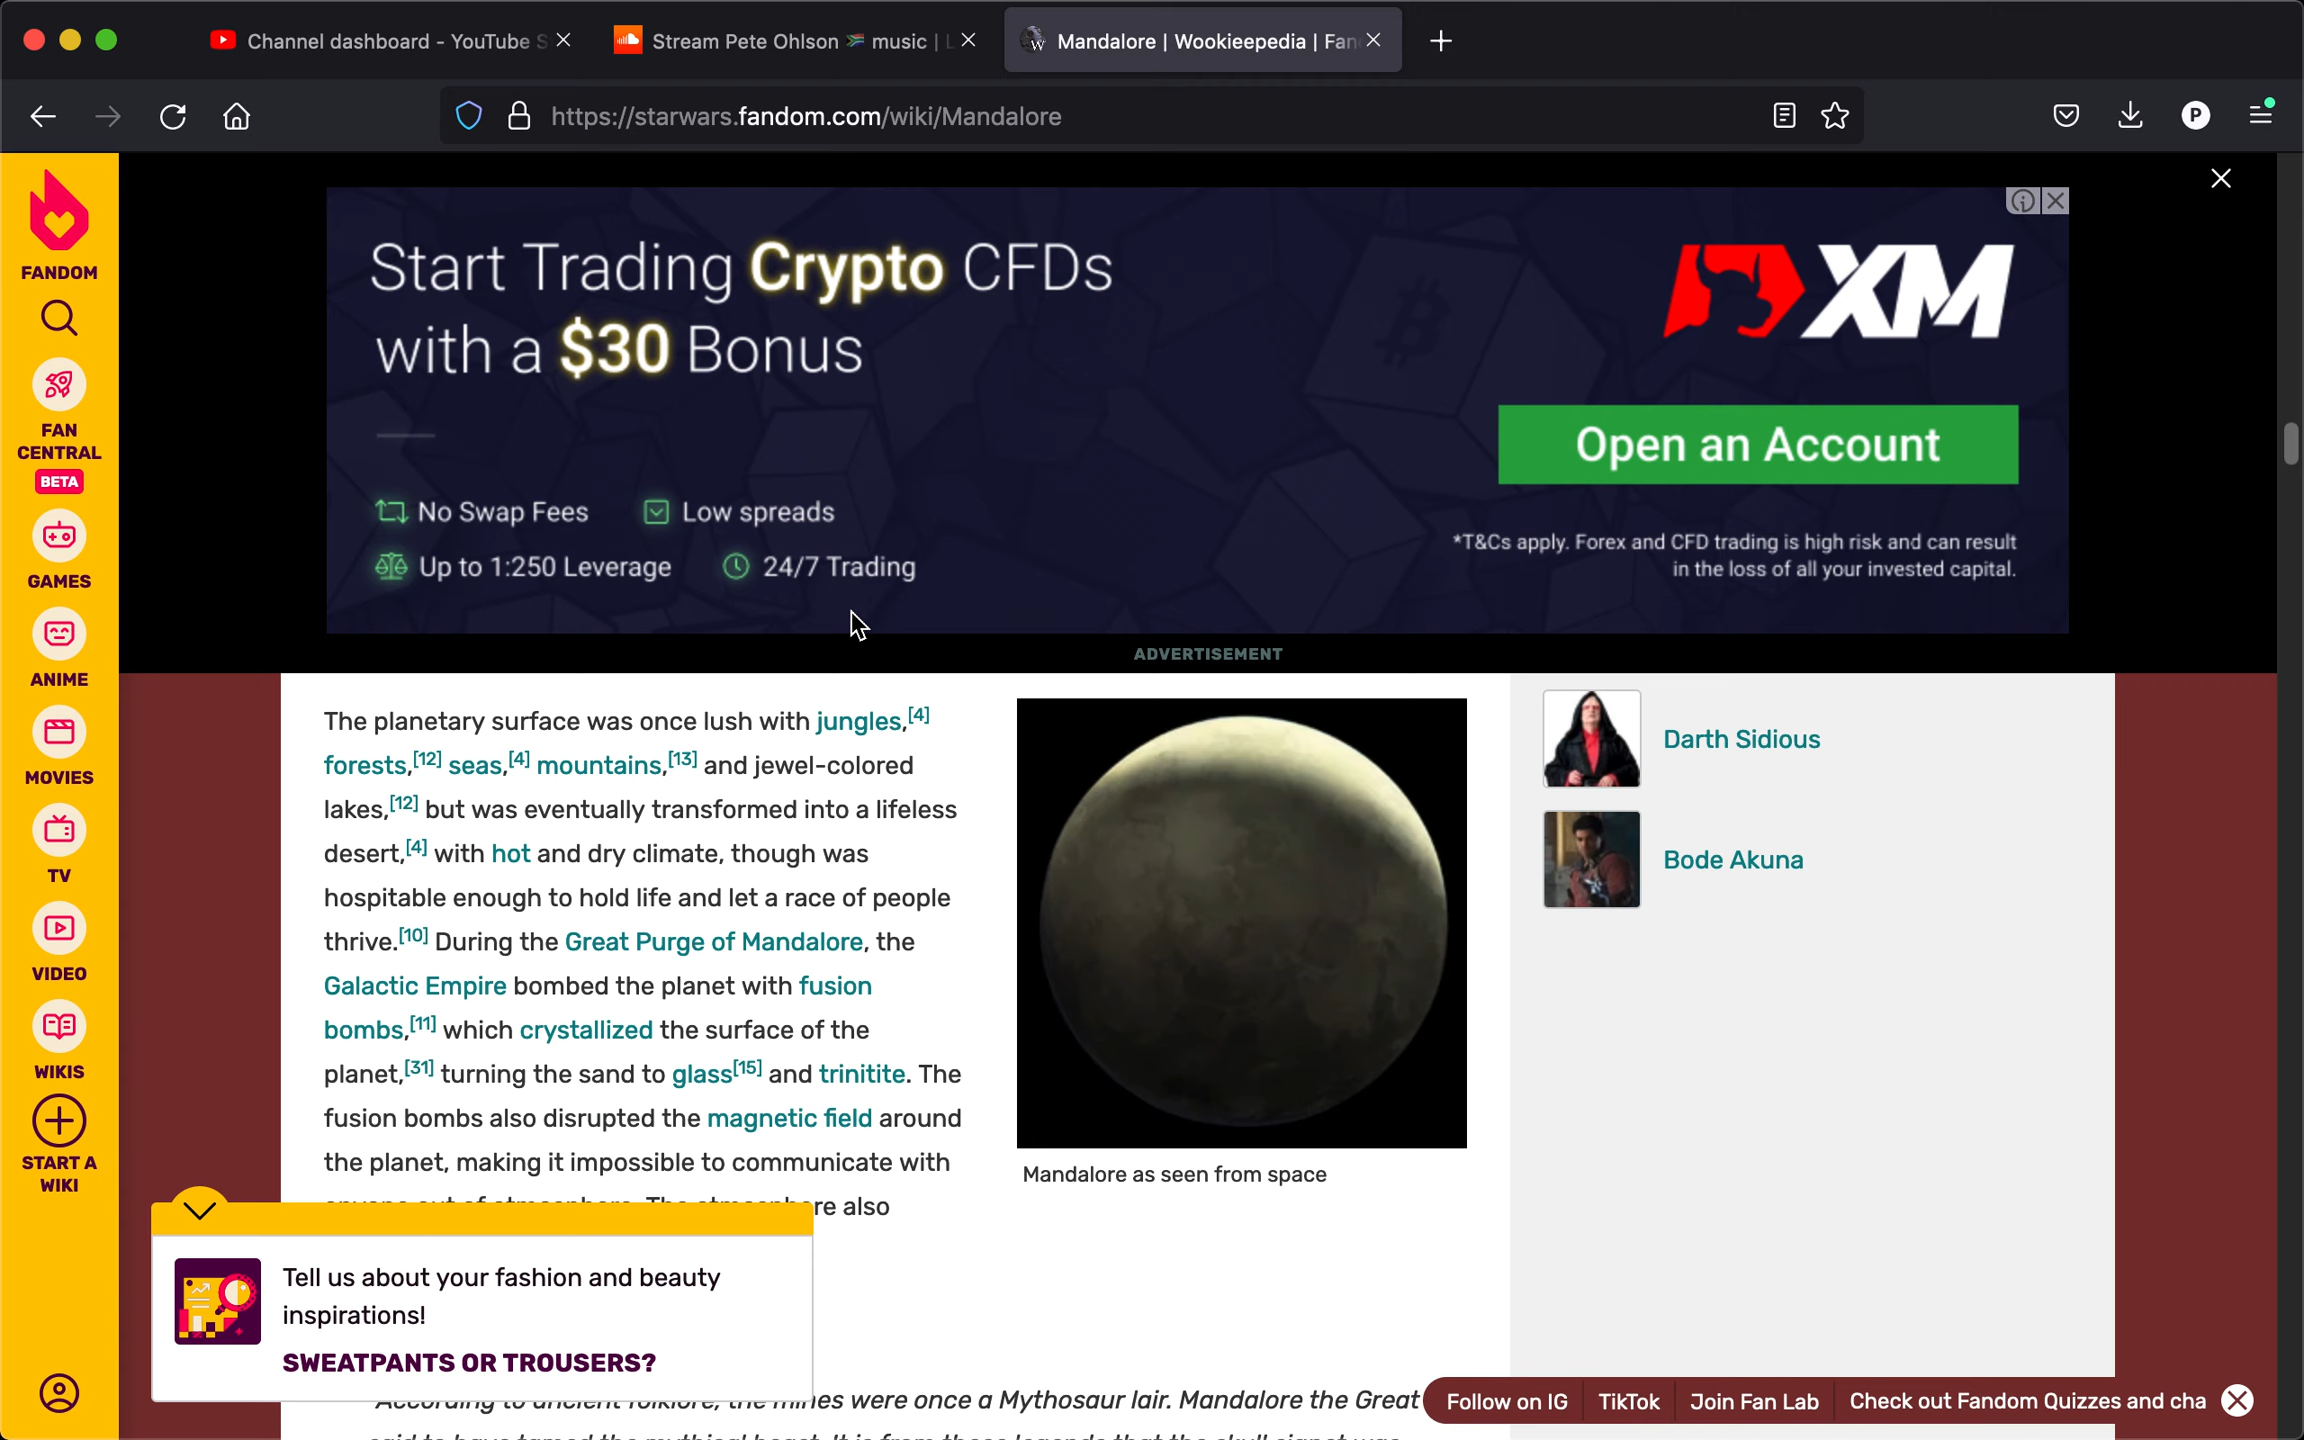 Channel dashboard - YouTube S
Stream Pete Ohlson music | L
Mandalore | Wookieepedia | Fan
https://starwars.fandom.com/wiki/Mandalore
P
FANDOM
FAN
CENTRAL
BETA
GAMES
ANIME
MOVIES
TV
VIDEO
WIKIS
START A
WIKI
Start Trading Crypto CFDs
with a $30 Bonus
No Swap Fees
Low spreads
Up to 1:250 Leverage
24/7 Trading
XM
Open an Account
*T&Cs apply. Forex and CFD trading is high risk and can result
in the loss of all your invested capital.
ADVERTISEMENT
The planetary surface was once lush with jungles,[4]
forests,[12] seas,[4] mountains,[13] and jewel-colored
lakes,[12] but was eventually transformed into a lifeless
desert,[4] with hot and dry climate, though was
hospitable enough to hold life and let a race of people
thrive.[10] During the Great Purge of Mandalore, the
Galactic Empire bombed the planet with fusion
bombs,[11] which crystallized the surface of the
planet,[31] turning the sand to glass[15] and trinitite. The
fusion bombs also disrupted the magnetic field around
the planet, making it impossible to communicate with
anyone out of atmosphere. The atmosphere also
Mandalore as seen from space
Darth Sidious
Bode Akuna
Tell us about your fashion and beauty
inspirations!
SWEATPANTS OR TROUSERS?
According to ancient folklore, the mines were once a Mythosaur lair. Mandalore the Great
Follow on IG
TikTok
Join Fan Lab
Check out Fandom Quizzes and cha